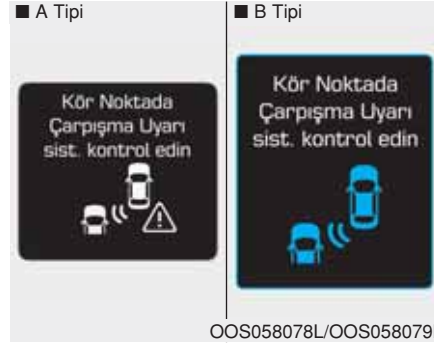 ■ A Tipi
Kör Noktada
Çarpışma Uyarı
sist. kontrol edin
■ B Tipi
Kör Noktada
Çarpışma Uyarı
sist. kontrol edin
OOS058078L/OOS058079